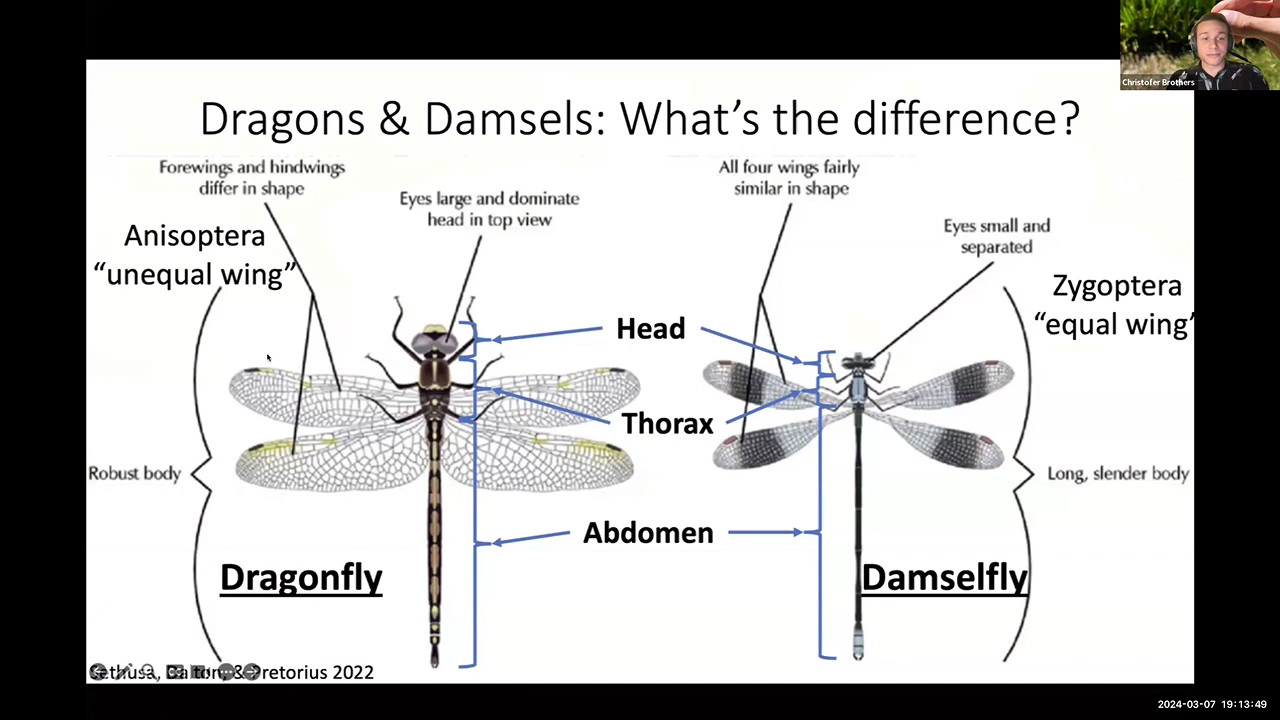 Christofer Brothers
Dragons & Damsels: What's the difference?
Forewings and hindwings
differ in shape
Eyes large and dominate
head in top view
All four wings fairly
similar in shape
Eyes small and
separated
Anisoptera
“unequal wing”
Zygoptera
“equal wing”
Head
Thorax
Robust body
Long, slender body
Abdomen
Dragonfly
Damselfly
& Pretorius 2022
2024-03-07 19:13:49